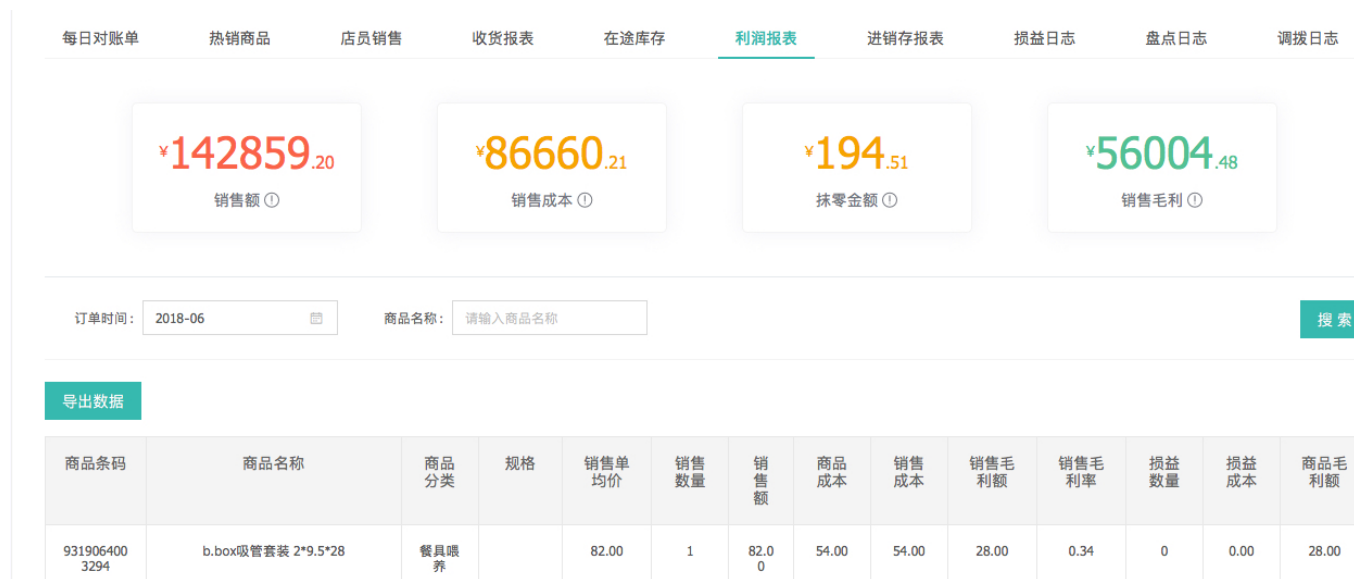 每日对账单 热销商品 店员销售 收货报表 在途库存 利润报表 进销存报表 损益日志 盘点日志 调拨日志
¥142859.20 ¥86660.21 ¥194.51 ¥56004.48
销售额 销售成本 抹零金额 销售毛利
订单时间: 2018-06 商品名称: 请输入商品名称 搜 索
导出数据
商品条码 商品名称 商品 规格 销售单 销售 销 商品 销售 销售毛 销售毛 损益 损益 商品毛
分类 均价 数量 售 成本 成本 利额 利率 数量 成本 利额
额
931906400 b.box吸管套装 2*9.5*28 餐具喂 82.00 1 82.0 54.00 54.00 28.00 0.34 0 0.00 28.00
3294 养 0